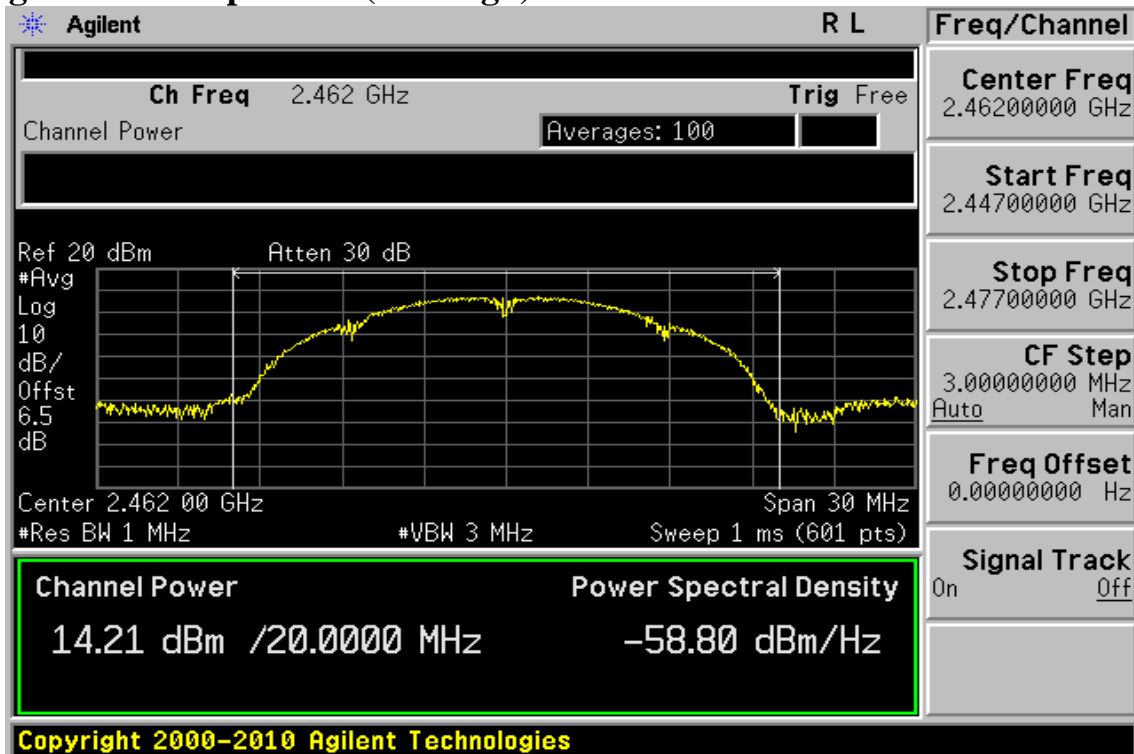 Agilent
R L
Freq/Channel
Ch Freq 2.462 GHz
Trig Free
Channel Power
Averages: 100
Center Freq
2.46200000 GHz
Start Freq
2.44700000 GHz
Stop Freq
2.47700000 GHz
CF Step
3.00000000 MHz
Auto Man
Freq Offset
0.00000000 Hz
Signal Track
On Off
Ref 20 dBm
Atten 30 dB
#Avg
Log
10
dB/
Offst
6.5
dB
Center 2.462 00 GHz
Span 30 MHz
#Res BW 1 MHz
#VBW 3 MHz
Sweep 1 ms (601 pts)
Channel Power
Power Spectral Density
14.21 dBm /20.0000 MHz
-58.80 dBm/Hz
Copyright 2000-2010 Agilent Technologies